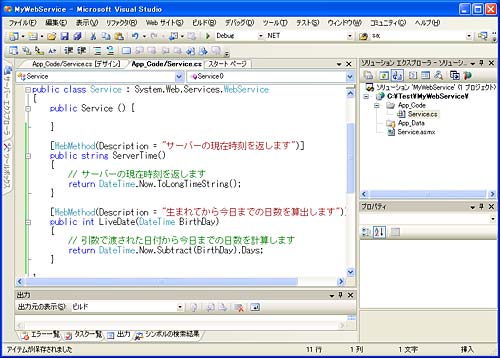 MyWebService - Microsoft Visual Studio
ファイル(F) 編集(E) 表示(V) リファクタ(R) Web サイト(S) ビルド(B) デバッグ(D) ツール(T) テスト(S) ウィンドウ(W) コミュニティ(C) ヘルプ(H)
Debug .NET
App_Code/Service.cs [デザイン] App_Code/Service.cs スタート ページ
Service Service()
public class Service : System.Web.Services.WebService
{
public Service () {
}
[WebMethod(Description = "サーバーの現在時刻を返します")]
public string ServerTime()
{
// サーバーの現在時刻を返します
return DateTime.Now.ToLongTimeString();
}
[WebMethod(Description = "生まれてから今日までの日数を算出します")]
public int LiveDate(DateTime BirthDay)
{
// 引数で渡された日付から今日までの日数を計算します
return DateTime.Now.Subtract(BirthDay).Days;
}
サーバー エクスプローラ
ツールボックス
ソリューション エクスプローラ - ソリューシ...
ソリューション 'MyWebService' (1 プロジェクト)
C:¥Test¥MyWebService¥
App_Code
Service.cs
App_Data
Service.asmx
プロパティ
出力
出力元の表示(S): ビルド
エラー一覧 タスク一覧 出力 シンボルの検索結果
アイテムが保存されました 11 行 1 列 1 文字 挿入